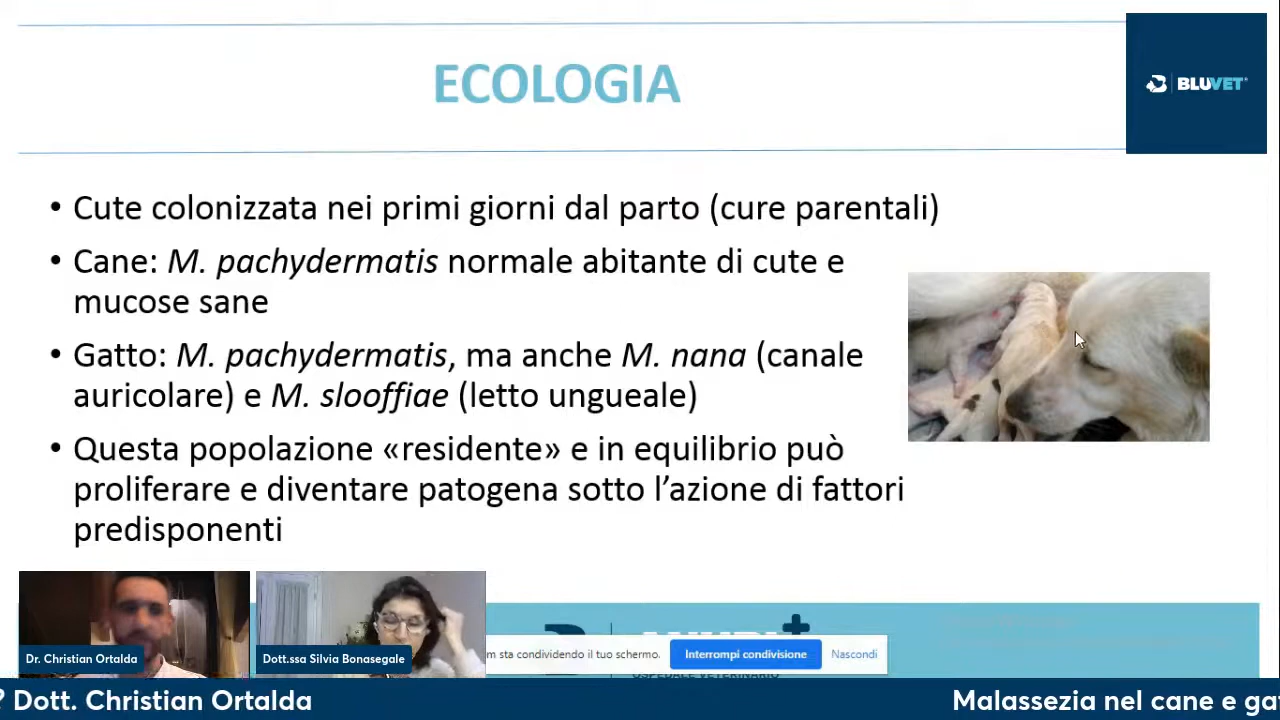 ECOLOGIA
BLUVET
• Cute colonizzata nei primi giorni dal parto (cure parentali)
• Cane: M. pachydermatis normale abitante di cute e
mucose sane
• Gatto: M. pachydermatis, ma anche M. nana (canale
auricolare) e M. slooffiae (letto ungueale)
• Questa popolazione «residente» e in equilibrio può
proliferare e diventare patogena sotto l’azione di fattori
predisponenti
Dr. Christian Ortalda
Dott.ssa Silvia Bonasegale
m sta condividendo il tuo schermo.
Interrompi condivisione
Nascondi
? Dott. Christian Ortalda
Malassezia nel cane e ga